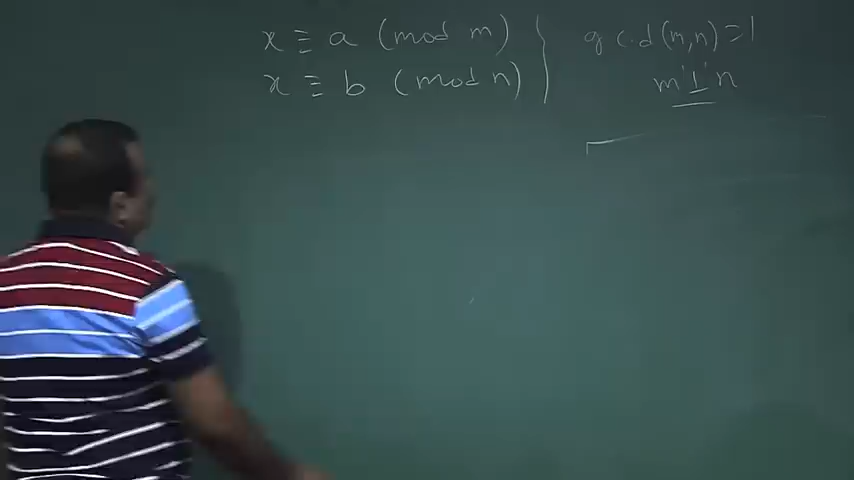 x ≡ a (mod m)
x ≡ b (mod n)
g c.d (m,n) = 1
m '⊥' n